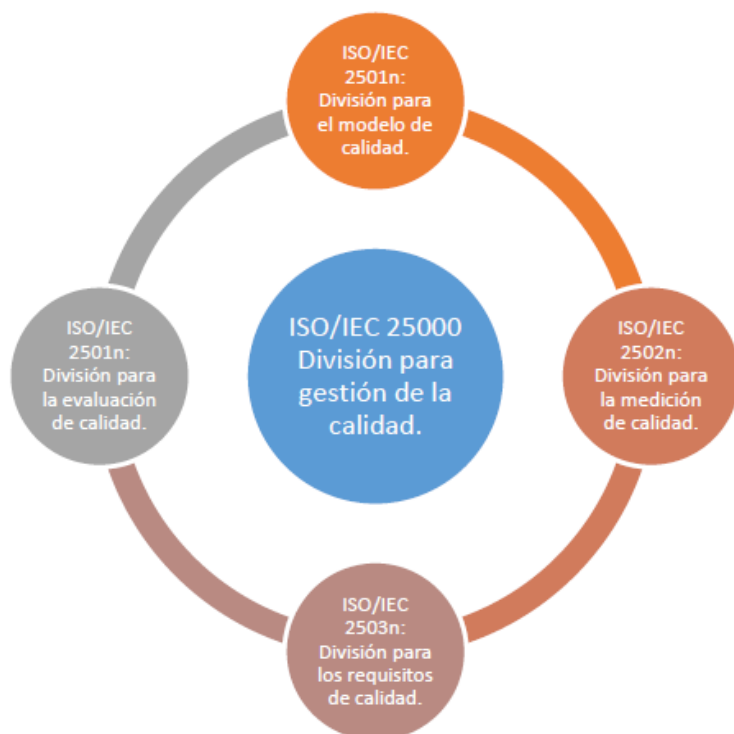 ISO/IEC
2501n:
División para
el modelo de
calidad.
ISO/IEC 25000
División para
gestión de la
calidad.
ISO/IEC
2501n:
División para
la evaluación
de calidad.
ISO/IEC
2502n:
División para
la medición
de calidad.
ISO/IEC
2503n:
División para
los requisitos
de calidad.